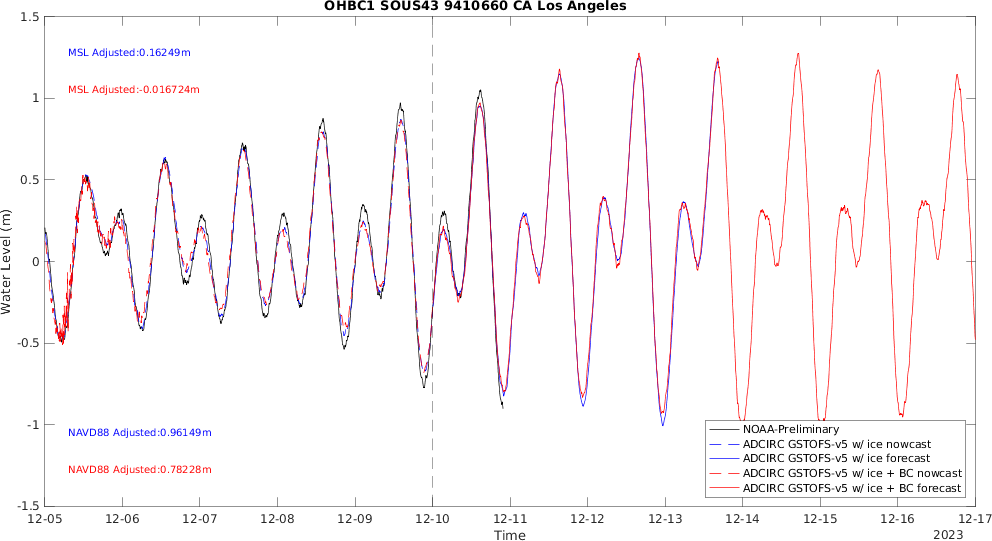 OHBC1 SOUS43 9410660 CA Los Angeles
1.5
1
0.5
0
-0.5
-1
-1.5
Water Level (m)
MSL Adjusted:0.16249m
MSL Adjusted:-0.016724m
NAVD88 Adjusted:0.96149m
NAVD88 Adjusted:0.78228m
NOAA-Preliminary
ADCIRC GSTOFS-v5 w/ ice nowcast
ADCIRC GSTOFS-v5 w/ ice forecast
ADCIRC GSTOFS-v5 w/ ice + BC nowcast
ADCIRC GSTOFS-v5 w/ ice + BC forecast
12-05 12-06 12-07 12-08 12-09 12-10 12-11 12-12 12-13 12-14 12-15 12-16 12-17
Time
2023